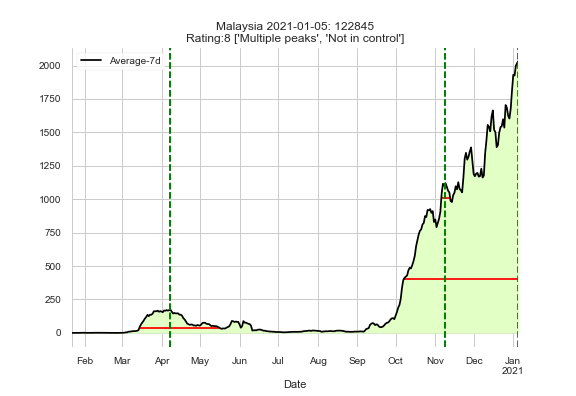 Malaysia 2021-01-05: 122845
Rating:8 ['Multiple peaks', 'Not in control']
Average-7d
2000
1750
1500
1250
1000
750
500
250
0
Feb Mar Apr May Jun Jul Aug Sep Oct Nov Dec Jan
2021
Date